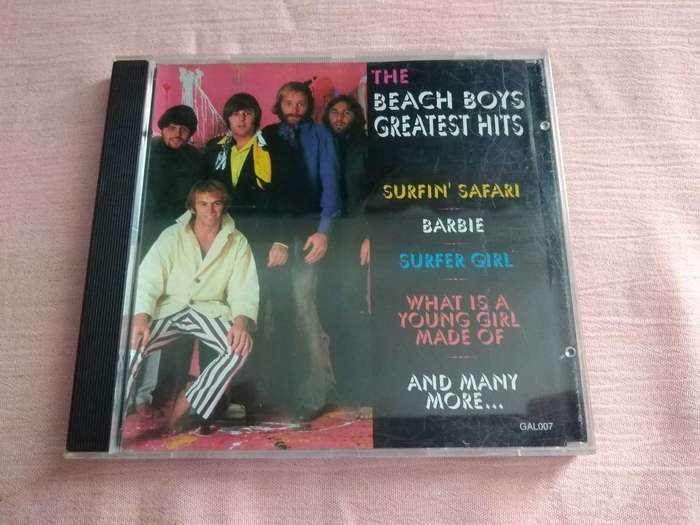 THE
BEACH BOYS
GREATEST HITS
SURFIN' SAFARI
BARBIE
SURFER GIRL
WHAT IS A
YOUNG GIRL
MADE OF
AND MANY
MORE...
GAL007